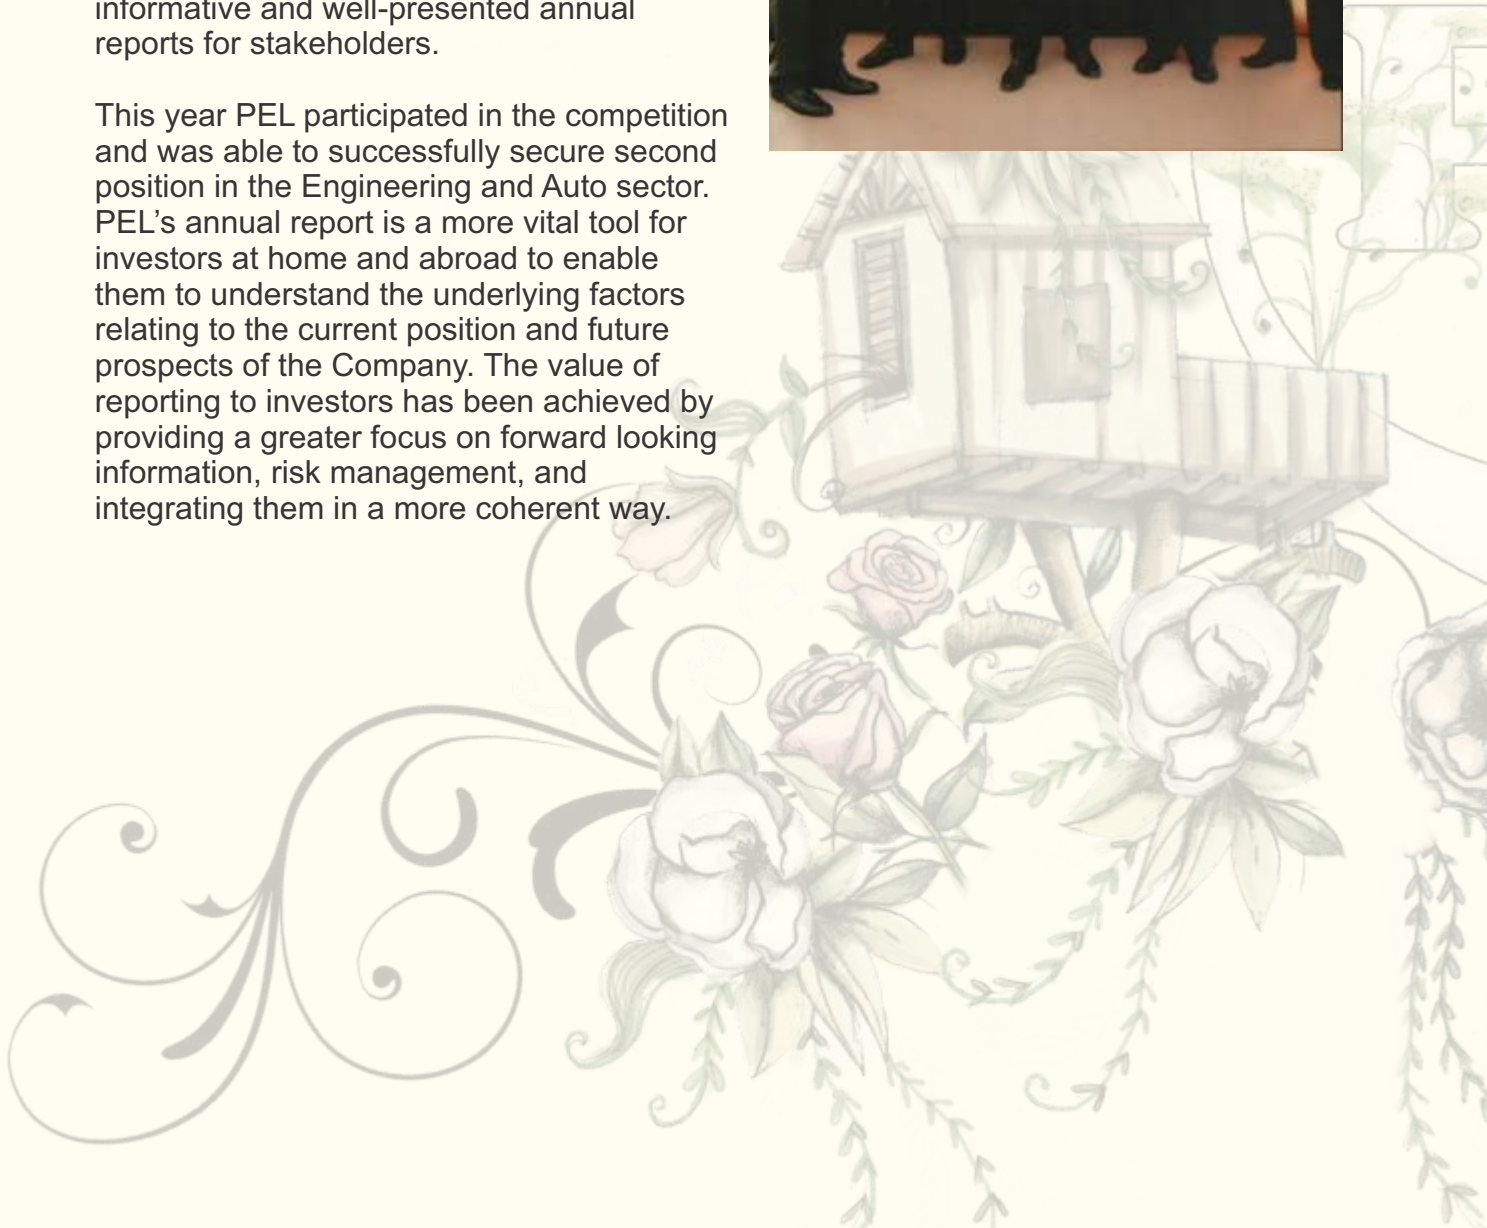 informative and well-presented annual
reports for stakeholders.
This year PEL participated in the competition
and was able to successfully secure second
position in the Engineering and Auto sector.
PEL’s annual report is a more vital tool for
investors at home and abroad to enable
them to understand the underlying factors
relating to the current position and future
prospects of the Company. The value of
reporting to investors has been achieved by
providing a greater focus on forward looking
information, risk management, and
integrating them in a more coherent way.